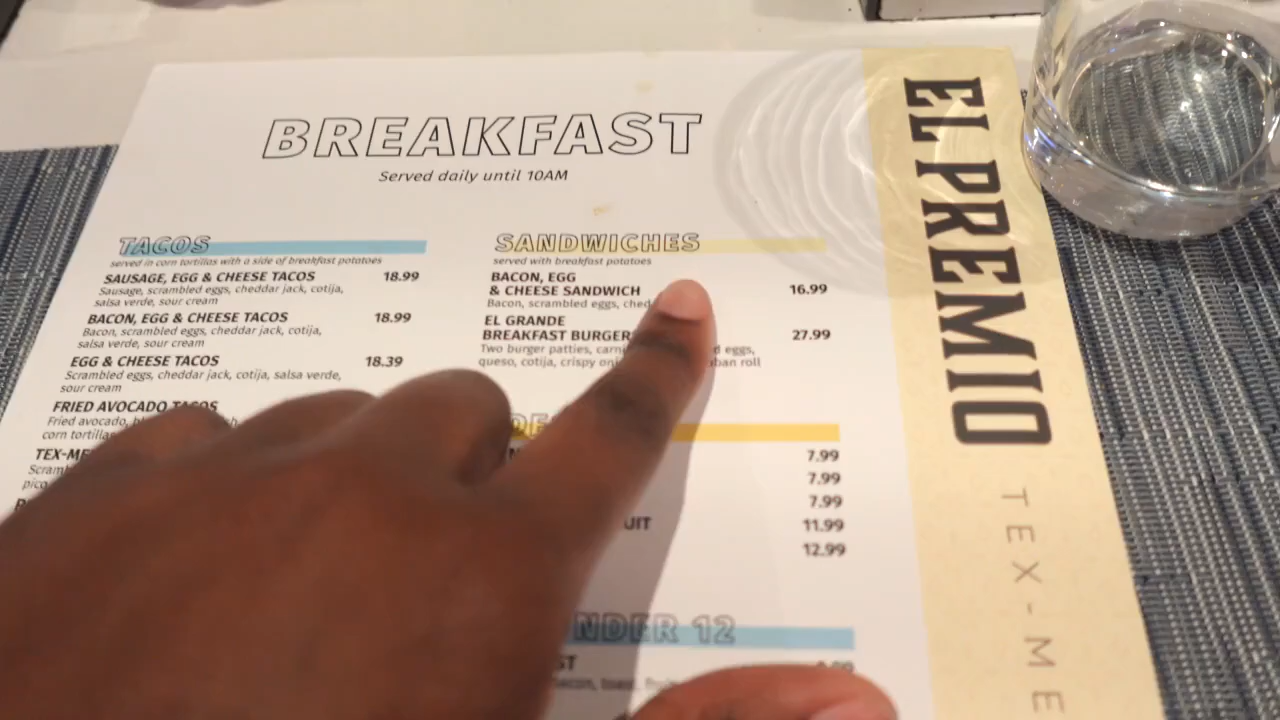 BREAKFAST
Served daily until 10AM
TACOS
served in corn tortillas with a side of breakfast potatoes
SAUSAGE, EGG & CHEESE TACOS 18.99
Sausage, scrambled eggs, cheddar jack, cotija,
salsa verde, sour cream
BACON, EGG & CHEESE TACOS 18.99
Bacon, scrambled eggs, cheddar jack, cotija,
salsa verde, sour cream
EGG & CHEESE TACOS 18.39
Scrambled eggs, cheddar jack, cotija, salsa verde,
sour cream
FRIED AVOCADO TACOS
Fried avocado,
corn
SANDWICHES
served with breakfast potatoes
BACON, EGG
& CHEESE SANDWICH 16.99
Bacon, scrambled eggs,
EL GRANDE
BREAKFAST BURGER 27.99
Two burger patties, eggs,
queso, cotija, crispy roll
7.99
7.99
7.99
11.99
12.99
12
EL PREMIO
TEX-ME